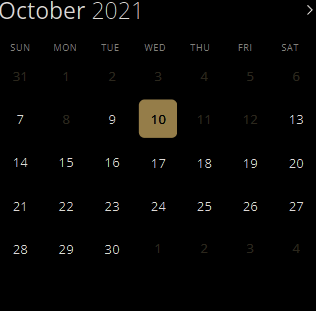 October 2021 >
SUN MON TUE WED THU FRI SAT
31 1 2 3 4 5 6
7 8 9 10 11 12 13
14 15 16 17 18 19 20
21 22 23 24 25 26 27
28 29 30 1 2 3 4